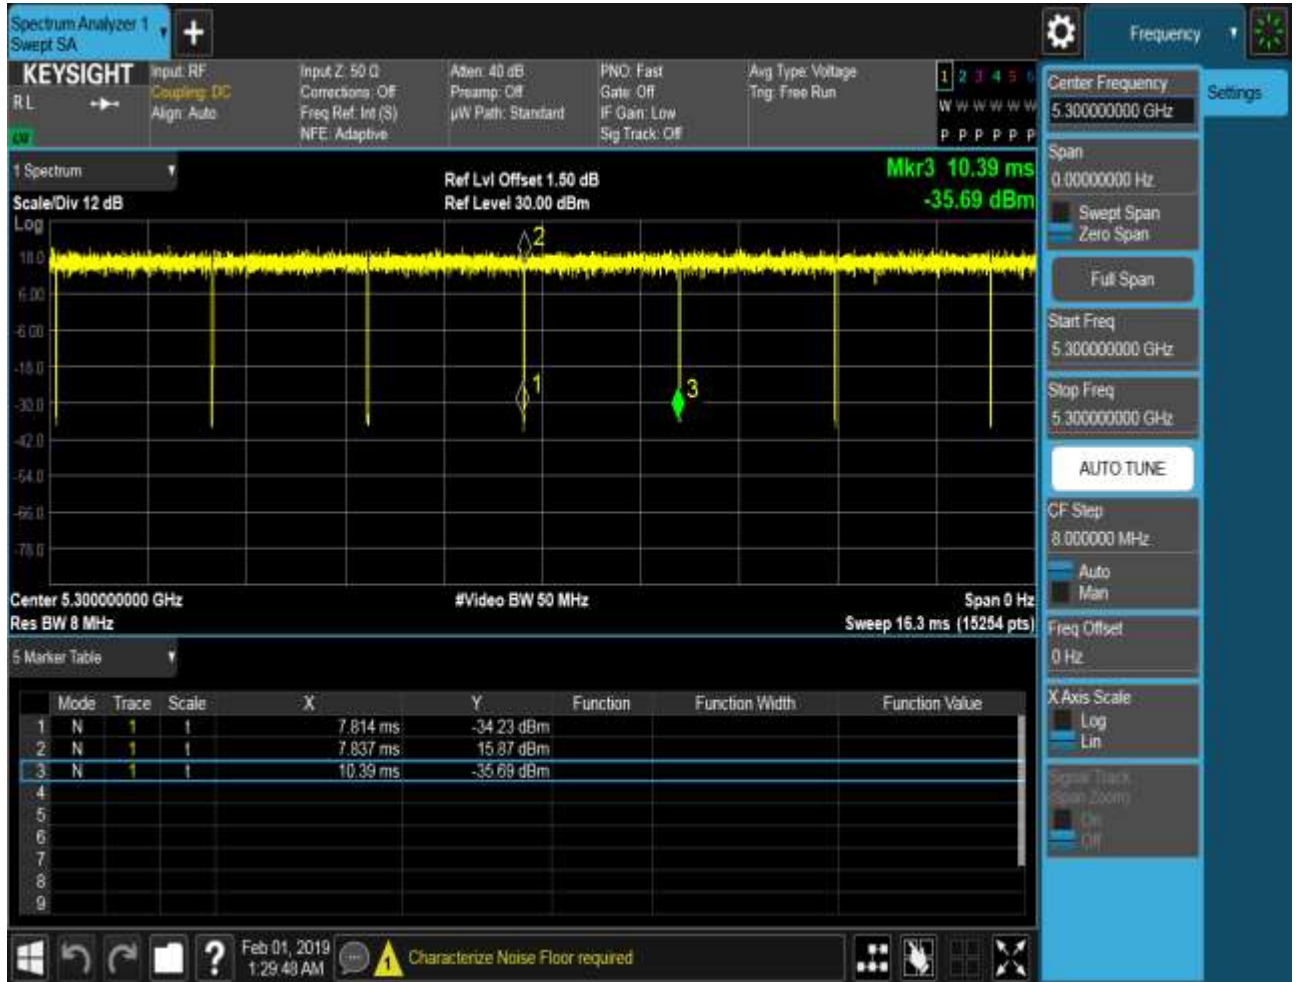 Spectrum Analyzer 1
Swept SA
+
Frequency
KEYSIGHT
RL
Input: RF
Coupling: DC
Align: Auto
Input Z: 50 Ω
Corrections: Off
Freq Ref: Int (S)
NFE: Adaptive
Atten: 40 dB
Preamp: Off
µW Path: Standard
PNO: Fast
Gate: Off
IF Gain: Low
Sig Track: Off
Avg Type: Voltage
Trig: Free Run
1 2 3 4 5 6
W W W W W W
P P P P P P
1 Spectrum
Scale/Div 12 dB
Ref Lvl Offset 1.50 dB
Ref Level 30.00 dBm
Mkr3 10.39 ms
-35.69 dBm
Log
18.0
6.00
-6.00
-18.0
-30.0
-42.0
-54.0
-66.0
-78.0
2
1
3
Center 5.300000000 GHz
Res BW 8 MHz
#Video BW 50 MHz
Span 0 Hz
Sweep 16.3 ms (15254 pts)
5 Marker Table
Mode Trace Scale X Y Function Function Width Function Value
1 N 1 t 7.814 ms -34.23 dBm
2 N 1 t 7.837 ms 15.87 dBm
3 N 1 t 10.39 ms -35.69 dBm
4
5
6
7
8
9
Center Frequency
5.300000000 GHz
Settings
Span
0.00000000 Hz
Swept Span
Zero Span
Full Span
Start Freq
5.300000000 GHz
Stop Freq
5.300000000 GHz
AUTO TUNE
CF Step
8.000000 MHz
Auto
Man
Freq Offset
0 Hz
X Axis Scale
Log
Lin
Signal Track
(Span Zoom)
On
Off
?
Feb 01, 2019
1:29:48 AM
1
Characterize Noise Floor required